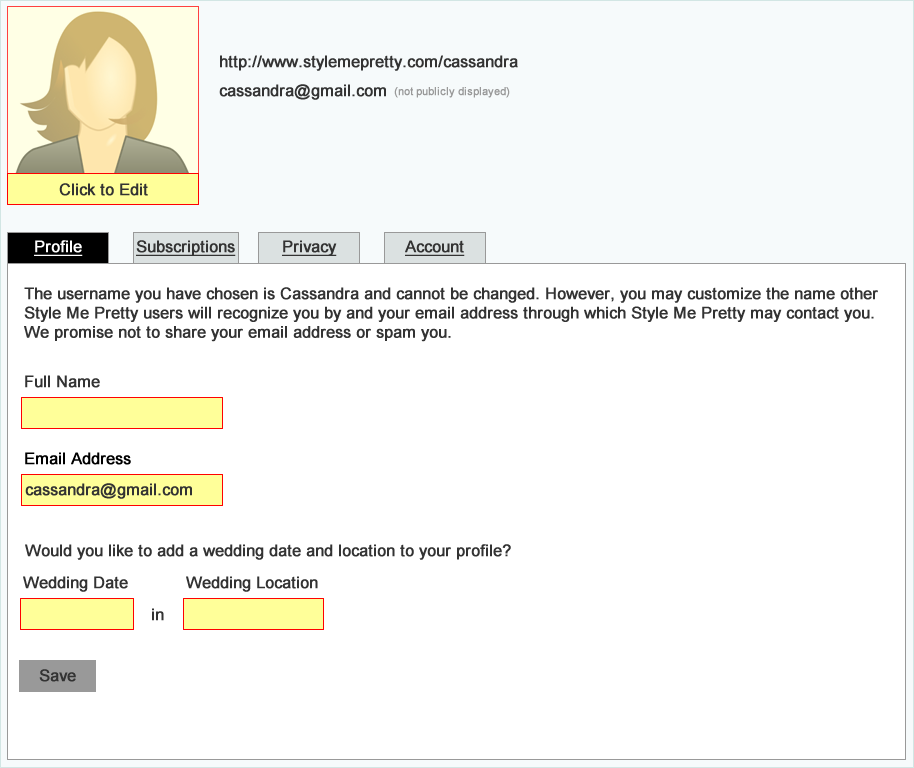 http://www.stylemepretty.com/cassandra
cassandra@gmail.com (not publicly displayed)
Click to Edit
Profile Subscriptions Privacy Account
The username you have chosen is Cassandra and cannot be changed. However, you may customize the name other
Style Me Pretty users will recognize you by and your email address through which Style Me Pretty may contact you.
We promise not to share your email address or spam you.
Full Name
Email Address
cassandra@gmail.com
Would you like to add a wedding date and location to your profile?
Wedding Date Wedding Location
in
Save